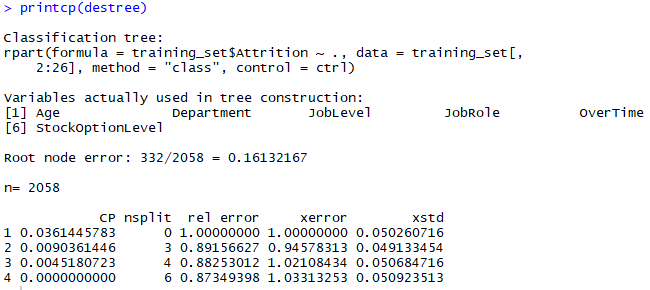 > printcp(destree)
Classification tree:
rpart(formula = training_set$Attrition ~ ., data = training_set[,
    2:26], method = "class", control = ctrl)
Variables actually used in tree construction:
[1] Age              Department       JobLevel         JobRole          OverTime
[6] StockOptionLevel
Root node error: 332/2058 = 0.16132167
n= 2058
            CP nsplit  rel error     xerror        xstd
1 0.0361445783      0 1.00000000 1.00000000 0.050260716
2 0.0090361446      3 0.89156627 0.94578313 0.049133454
3 0.0045180723      4 0.88253012 1.02108434 0.050684716
4 0.0000000000      6 0.87349398 1.03313253 0.050923513